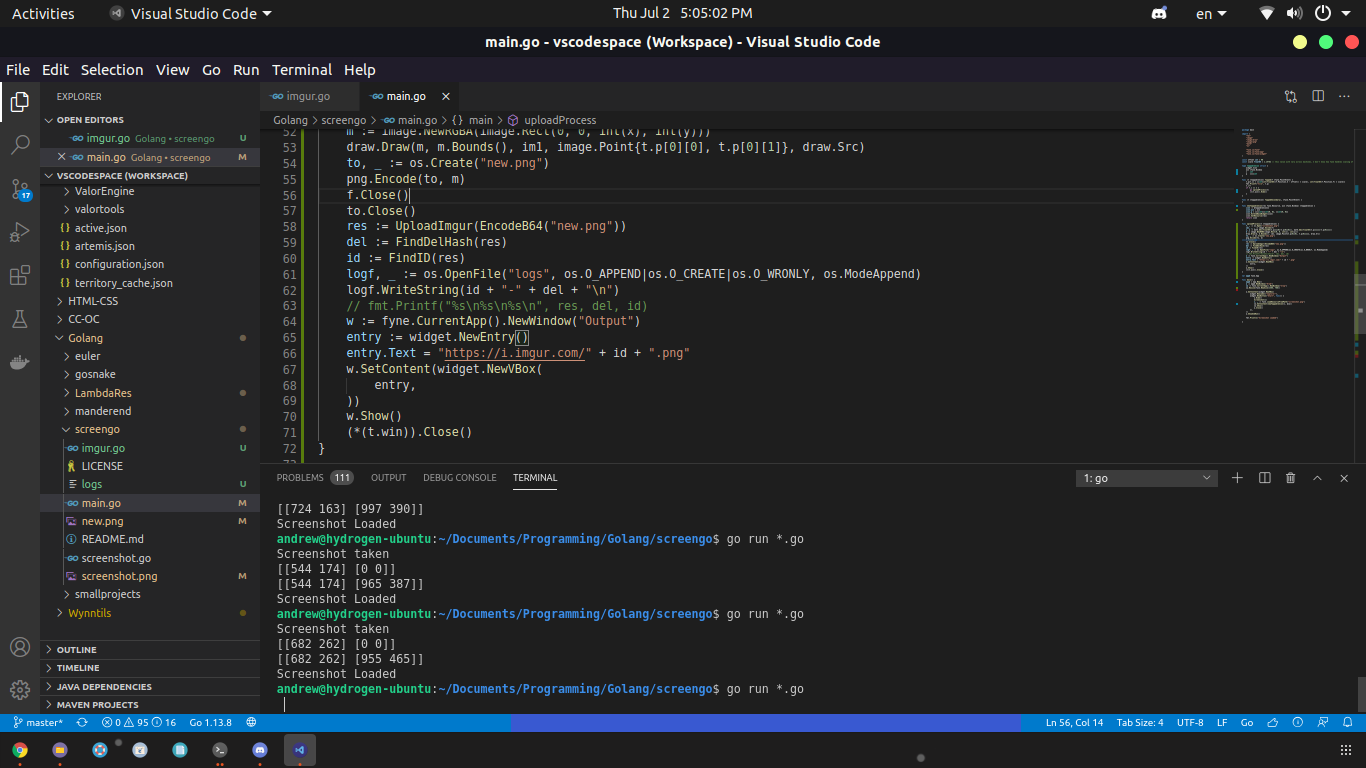 Activities
Visual Studio Code
Thu Jul 2 5:05:02 PM
en
main.go - vscodespace (Workspace) - Visual Studio Code
File Edit Selection View Go Run Terminal Help
EXPLORER
OPEN EDITORS
imgur.go Golang • screengo U
main.go Golang • screengo M
VSCODESPACE (WORKSPACE)
ValorEngine
valortools
active.json
artemis.json
configuration.json
territory_cache.json
HTML-CSS
CC-OC
Golang
euler
gosnake
LambdaRes
manderend
screengo
imgur.go U
LICENSE
logs U
main.go M
new.png M
README.md
screenshot.go
screenshot.png M
smallprojects
Wynntils
OUTLINE
TIMELINE
JAVA DEPENDENCIES
MAVEN PROJECTS
17
imgur.go
main.go
Golang > screengo > main.go > {} main > uploadProcess
52 m := image.NewRGBA(image.Rect(0, 0, int(x), int(y)))
53 draw.Draw(m, m.Bounds(), im1, image.Point{t.p[0][0], t.p[0][1]}, draw.Src)
54 to, _ := os.Create("new.png")
55 png.Encode(to, m)
56 f.Close()
57 to.Close()
58 res := UploadImgur(EncodeB64("new.png"))
59 del := FindDelHash(res)
60 id := FindID(res)
61 logf, _ := os.OpenFile("logs", os.O_APPEND|os.O_CREATE|os.O_WRONLY, os.ModeAppend)
62 logf.WriteString(id + "-" + del + "\n")
63 // fmt.Printf("%s\n%s\n%s\n", res, del, id)
64 w := fyne.CurrentApp().NewWindow("Output")
65 entry := widget.NewEntry()
66 entry.Text = "https://i.imgur.com/" + id + ".png"
67 w.SetContent(widget.NewVBox(
68 entry,
69 ))
70 w.Show()
71 (*(t.win)).Close()
72 }
PROBLEMS 111 OUTPUT DEBUG CONSOLE TERMINAL
1: go
[[724 163] [997 390]]
Screenshot Loaded
andrew@hydrogen-ubuntu:~/Documents/Programming/Golang/screengo$ go run *.go
Screenshot taken
[[544 174] [0 0]]
[[544 174] [965 387]]
Screenshot Loaded
andrew@hydrogen-ubuntu:~/Documents/Programming/Golang/screengo$ go run *.go
Screenshot taken
[[682 262] [0 0]]
[[682 262] [955 465]]
Screenshot Loaded
andrew@hydrogen-ubuntu:~/Documents/Programming/Golang/screengo$ go run *.go
master* 0 95 16 Go 1.13.8
Ln 56, Col 14 Tab Size: 4 UTF-8 LF Go